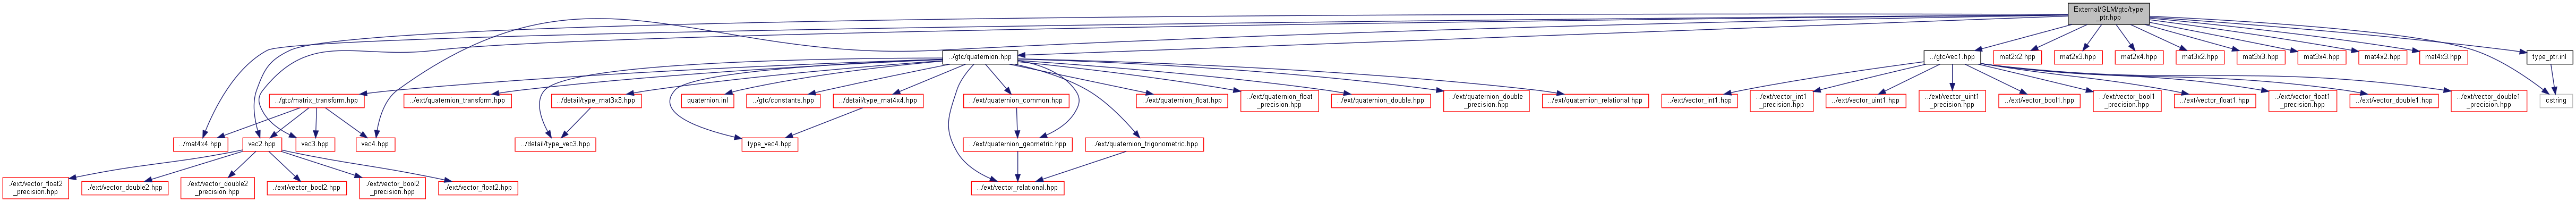 External/GLM/gtc/type
_ptr.hpp
../gtc/quaternion.hpp
../gtc/vec1.hpp
mat2x2.hpp
mat2x3.hpp
mat2x4.hpp
mat3x2.hpp
mat3x3.hpp
mat3x4.hpp
mat4x2.hpp
mat4x3.hpp
type_ptr.inl
../gtc/matrix_transform.hpp
../ext/quaternion_transform.hpp
../detail/type_mat3x3.hpp
quaternion.inl
../gtc/constants.hpp
../detail/type_mat4x4.hpp
../ext/quaternion_common.hpp
../ext/quaternion_float.hpp
../ext/quaternion_float
_precision.hpp
../ext/quaternion_double.hpp
../ext/quaternion_double
_precision.hpp
../ext/quaternion_relational.hpp
../ext/vector_int1.hpp
../ext/vector_int1
_precision.hpp
../ext/vector_uint1.hpp
../ext/vector_uint1
_precision.hpp
../ext/vector_bool1.hpp
../ext/vector_bool1
_precision.hpp
../ext/vector_float1.hpp
../ext/vector_float1
_precision.hpp
../ext/vector_double1.hpp
../ext/vector_double1
_precision.hpp
cstring
../mat4x4.hpp
vec2.hpp
vec3.hpp
vec4.hpp
../detail/type_vec3.hpp
type_vec4.hpp
../ext/quaternion_geometric.hpp
../ext/quaternion_trigonometric.hpp
./ext/vector_float2
_precision.hpp
./ext/vector_double2.hpp
./ext/vector_double2
_precision.hpp
./ext/vector_bool2.hpp
./ext/vector_bool2
_precision.hpp
./ext/vector_float2.hpp
../ext/vector_relational.hpp